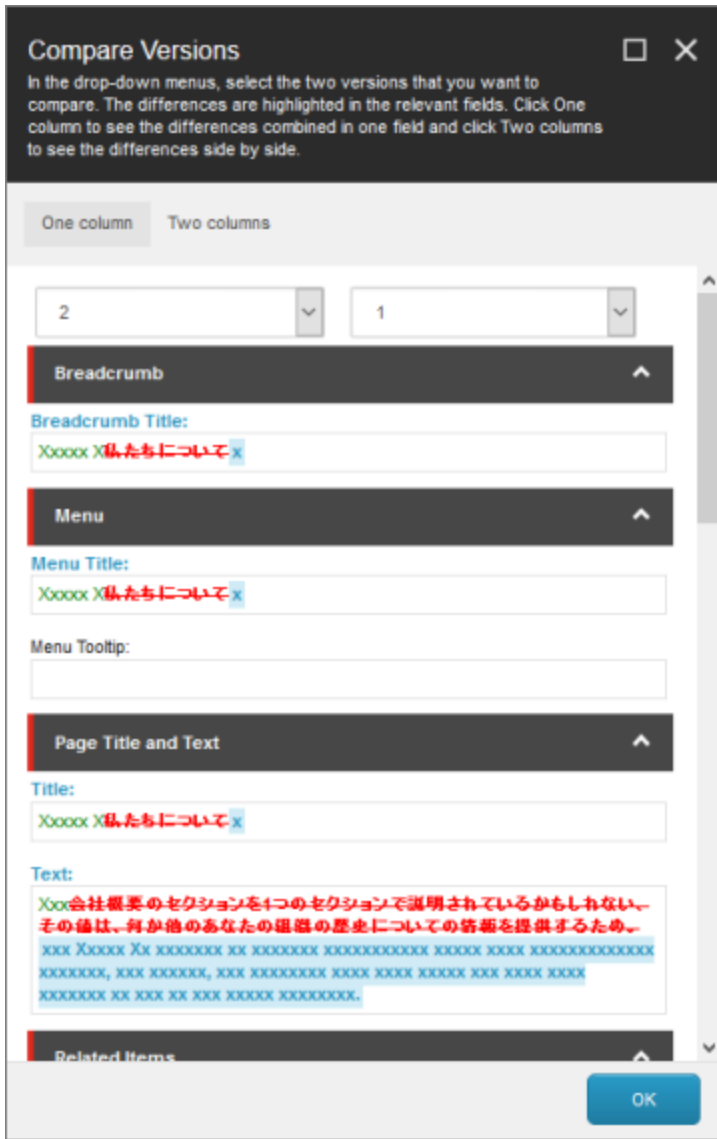 Compare Versions
In the drop-down menus, select the two versions that you want to
compare. The differences are highlighted in the relevant fields. Click One
column to see the differences combined in one field and click Two columns
to see the differences side by side.
One column Two columns
2 1
Breadcrumb
Breadcrumb Title:
Xxxxx X私たちについて x
Menu
Menu Title:
Xxxxx X私たちについて x
Menu Tooltip:
Page Title and Text
Title:
Xxxxx X私たちについて x
Text:
Xxx会社概要のセクションを1つのセクションで説明されているかもしれない、
その値は、何か他のあなたの組織の歴史についての情報を提供するため。
xxx Xxxxx Xx xxxxxxx xx xxxxxxx xxxxxxxxxxx xxxxx xxxx xxxxxxxxxxxxx
xxxxxxx, xxx xxxxxx, xxx xxxxxxxx xxxx xxxx xxxxx xxx xxxx xxxx
xxxxxxx xx xxx xx xxx xxxxx xxxxxxxx.
Related Items
OK